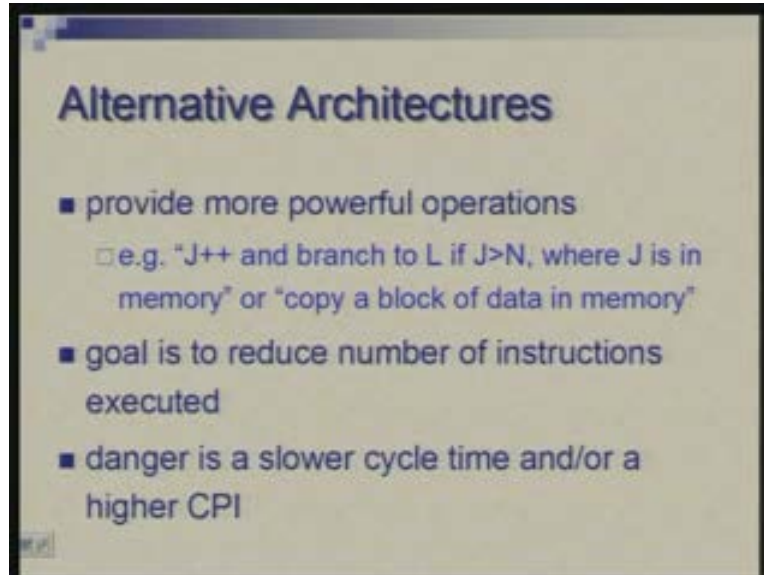 Alternative Architectures
■ provide more powerful operations
□ e.g. “J++ and branch to L if J>N, where J is in
memory” or “copy a block of data in memory”
■ goal is to reduce number of instructions
executed
■ danger is a slower cycle time and/or a
higher CPI